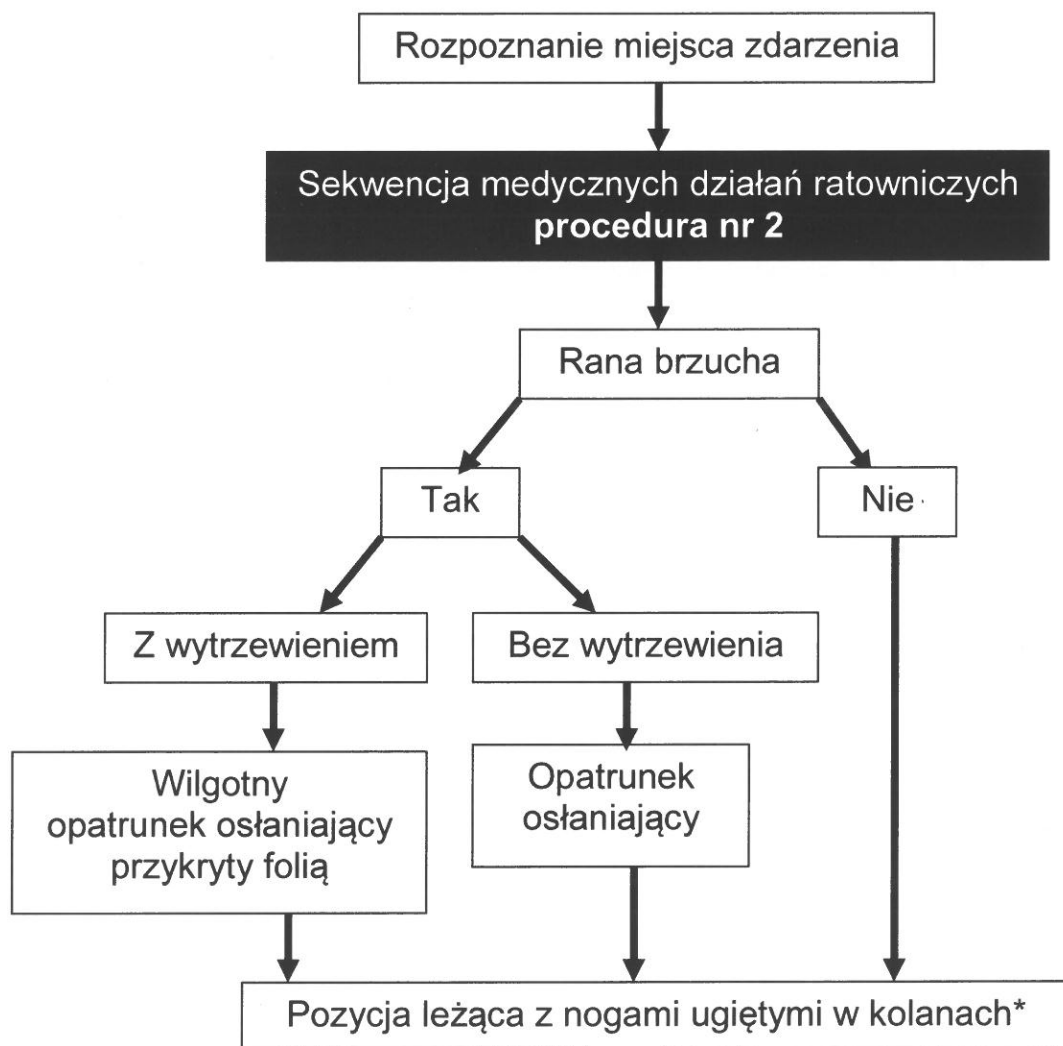 Rozpoznanie miejsca zdarzenia
Sekwencja medycznych działań ratowniczych
procedura nr 2
Rana brzucha
Tak
Nie
Z wytrzewieniem
Bez wytrzewienia
Wilgotny
opatrunek osłaniający
przykryty folią
Opatrunek
osłaniający
Pozycja leżąca z nogami ugiętymi w kolanach*